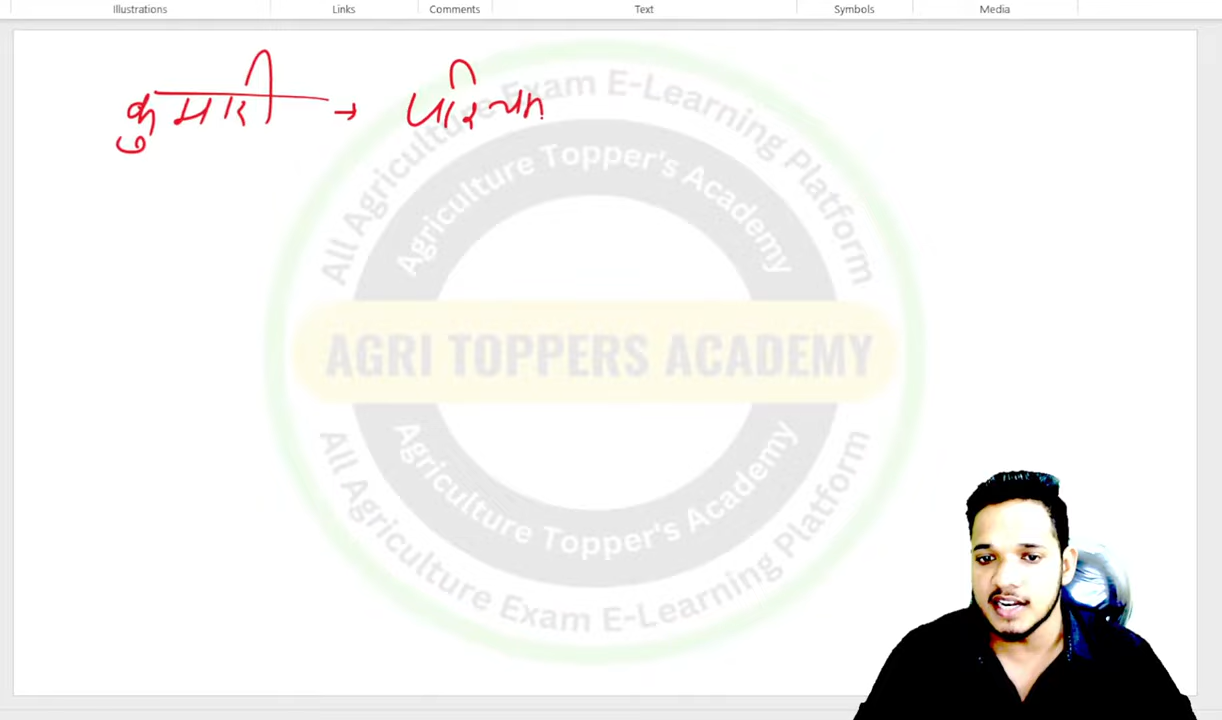 Illustrations Links Comments Text Symbols Media
कुमारी → परिचय
All Agriculture Exam E-Learning Platform
Agriculture Topper's Academy
AGRI TOPPERS ACADEMY
Agriculture Topper's Academy
All Agriculture Exam E-Learning Platform